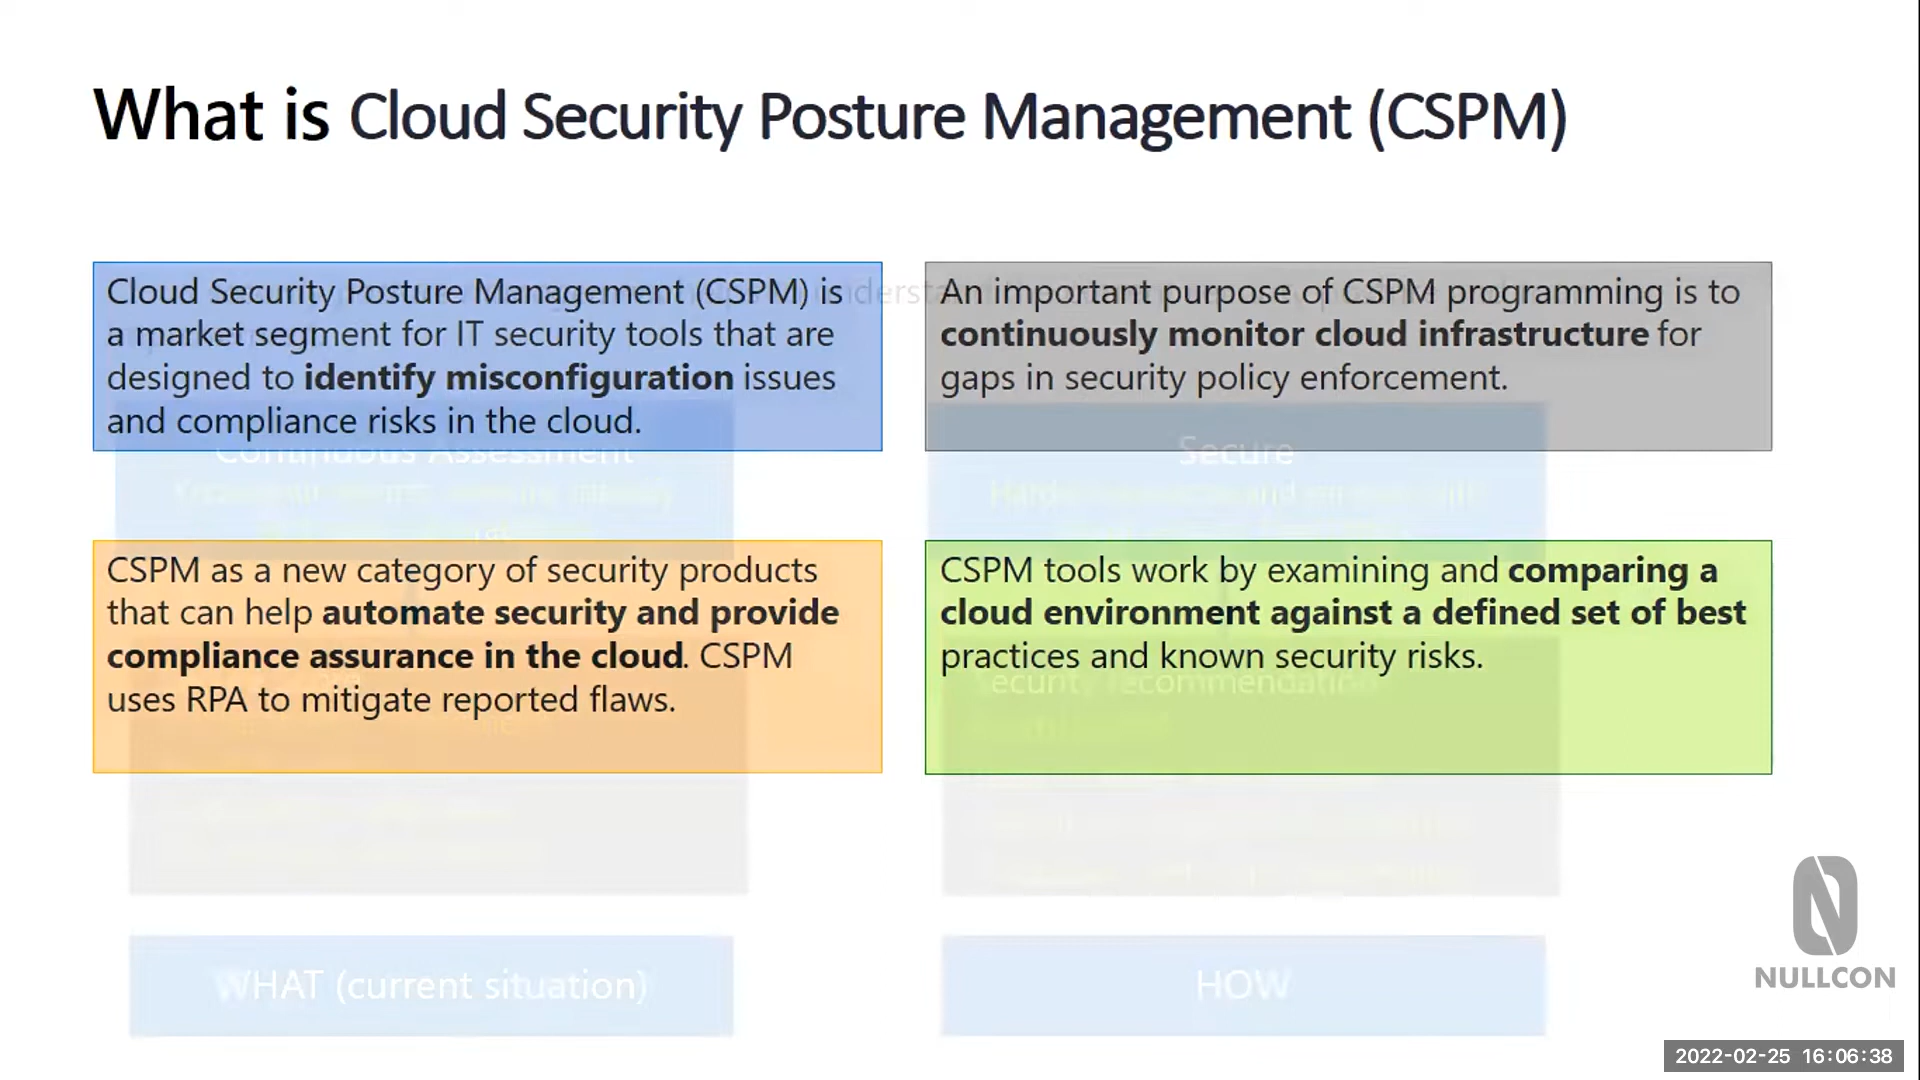 What is Cloud Security Posture Management (CSPM)
Cloud Security Posture Management (CSPM) is
a market segment for IT security tools that are
designed to identify misconfiguration issues
and compliance risks in the cloud.
An important purpose of CSPM programming is to
continuously monitor cloud infrastructure for
gaps in security policy enforcement.
Continuous Assessment
Secure
CSPM as a new category of security products
that can help automate security and provide
compliance assurance in the cloud. CSPM
uses RPA to mitigate reported flaws.
CSPM tools work by examining and comparing a
cloud environment against a defined set of best
practices and known security risks.
Security recommendation
WHAT (current situation)
HOW
NULLCON
2022-02-25 16:06:38